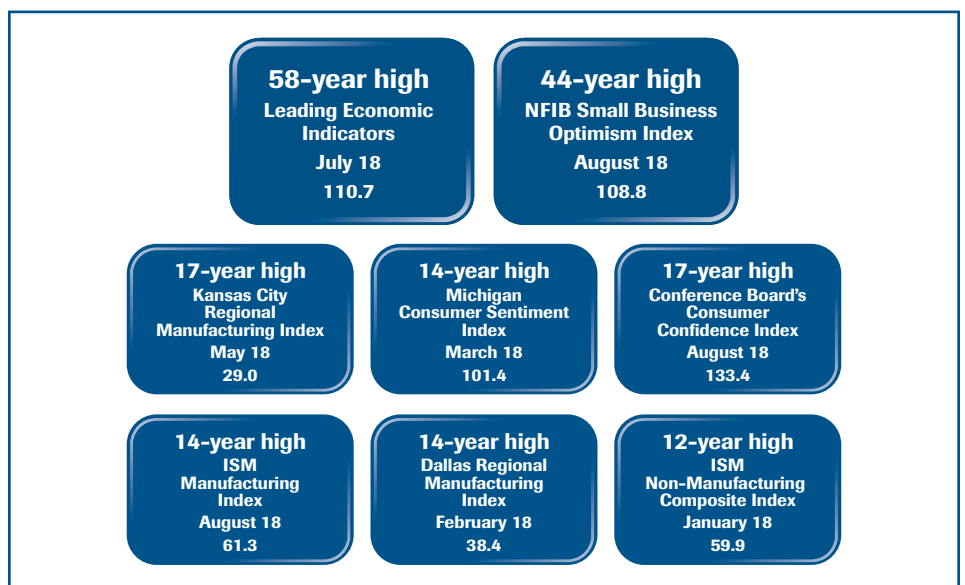 58-year high
Leading Economic
Indicators
July 18
110.7
44-year high
NFIB Small Business
Optimism Index
August 18
108.8
17-year high
Kansas City
Regional
Manufacturing Index
May 18
29.0
14-year high
Michigan
Consumer Sentiment
Index
March 18
101.4
17-year high
Conference Board's
Consumer
Confidence Index
August 18
133.4
14-year high
ISM
Manufacturing
Index
August 18
61.3
14-year high
Dallas Regional
Manufacturing
Index
February 18
38.4
12-year high
ISM
Non-Manufacturing
Composite Index
January 18
59.9